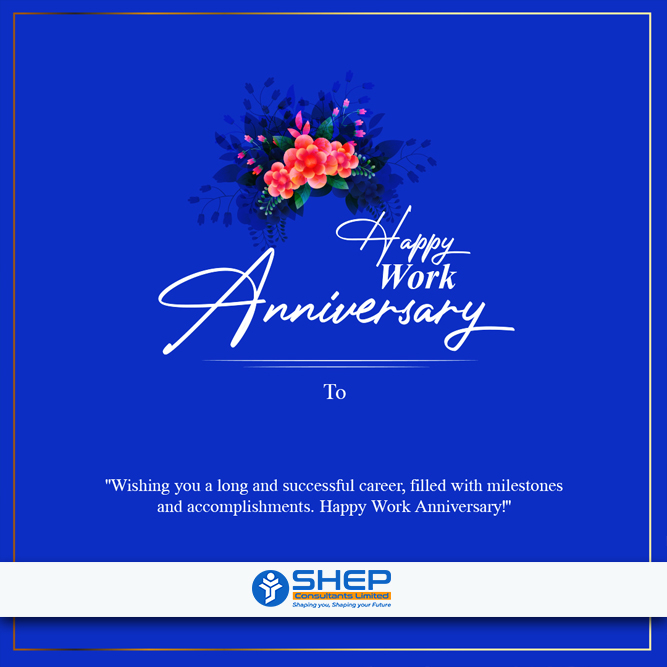 Happy
Work
Anniversary
To
"Wishing you a long and successful career, filled with milestones
and accomplishments. Happy Work Anniversary!"
SHEP
Consultants Limited
Shaping you, Shaping your Future